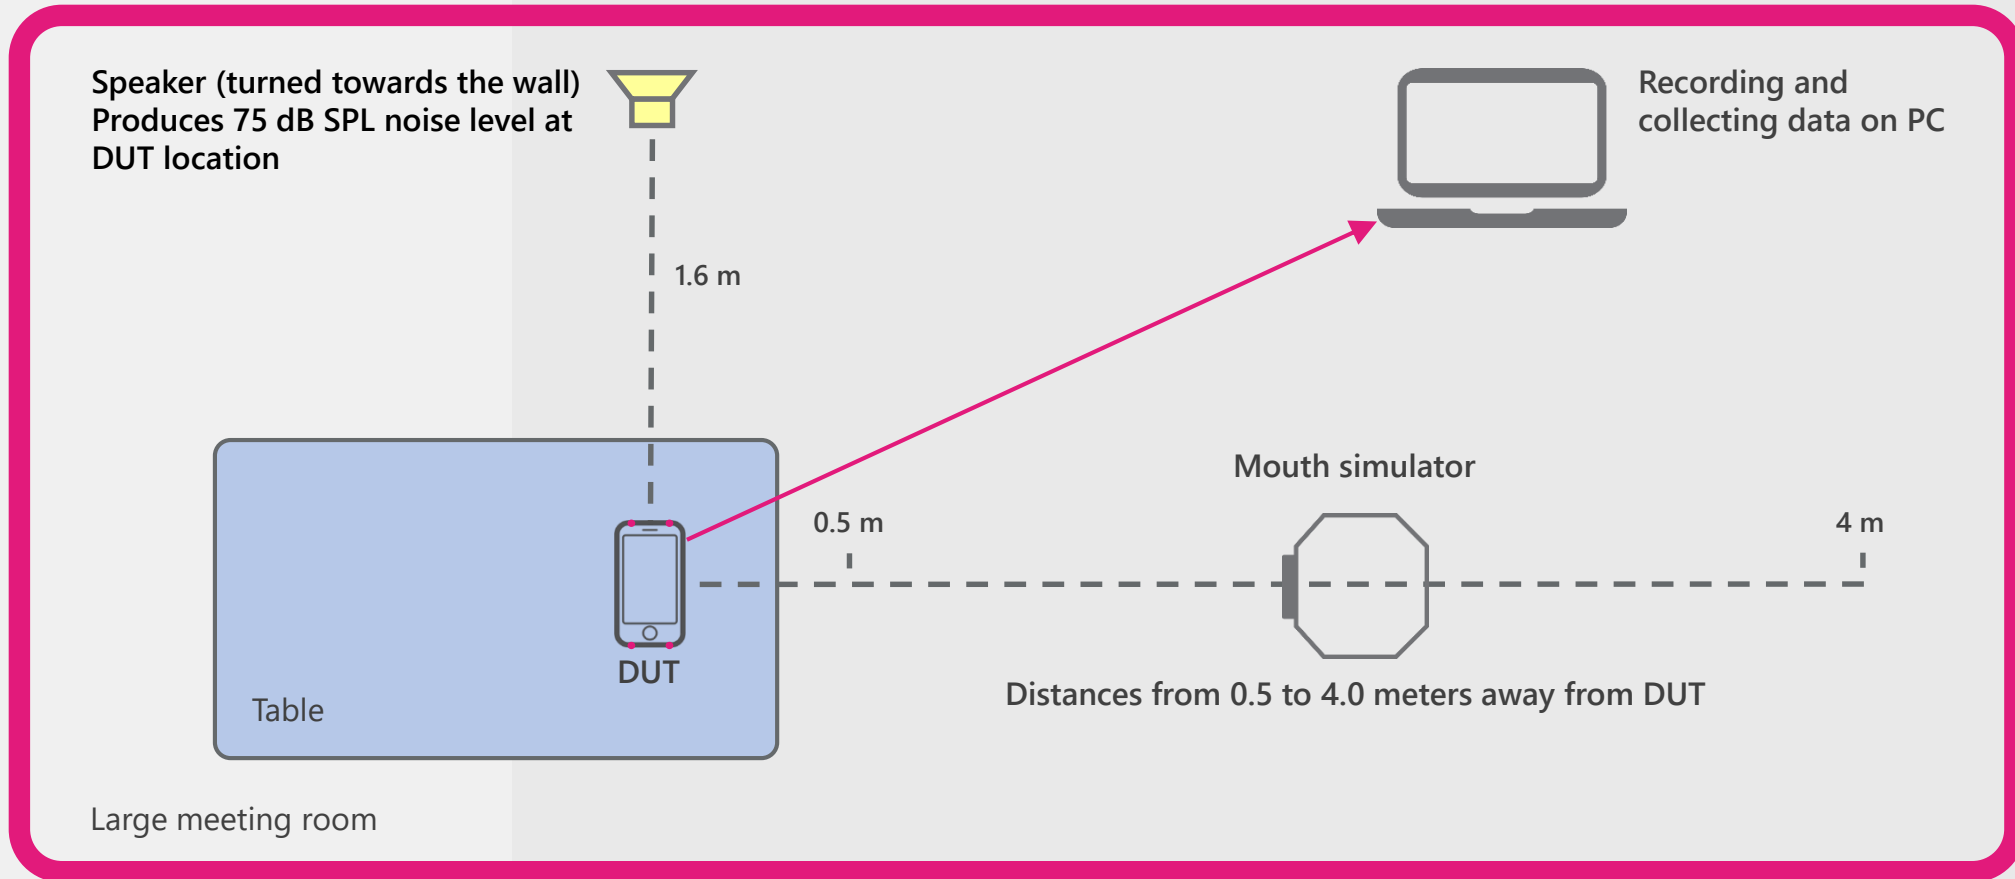 Speaker (turned towards the wall)
Produces 75 dB SPL noise level at
DUT location
Recording and
collecting data on PC
1.6 m
Mouth simulator
0.5 m
4 m
DUT
Distances from 0.5 to 4.0 meters away from DUT
Table
Large meeting room